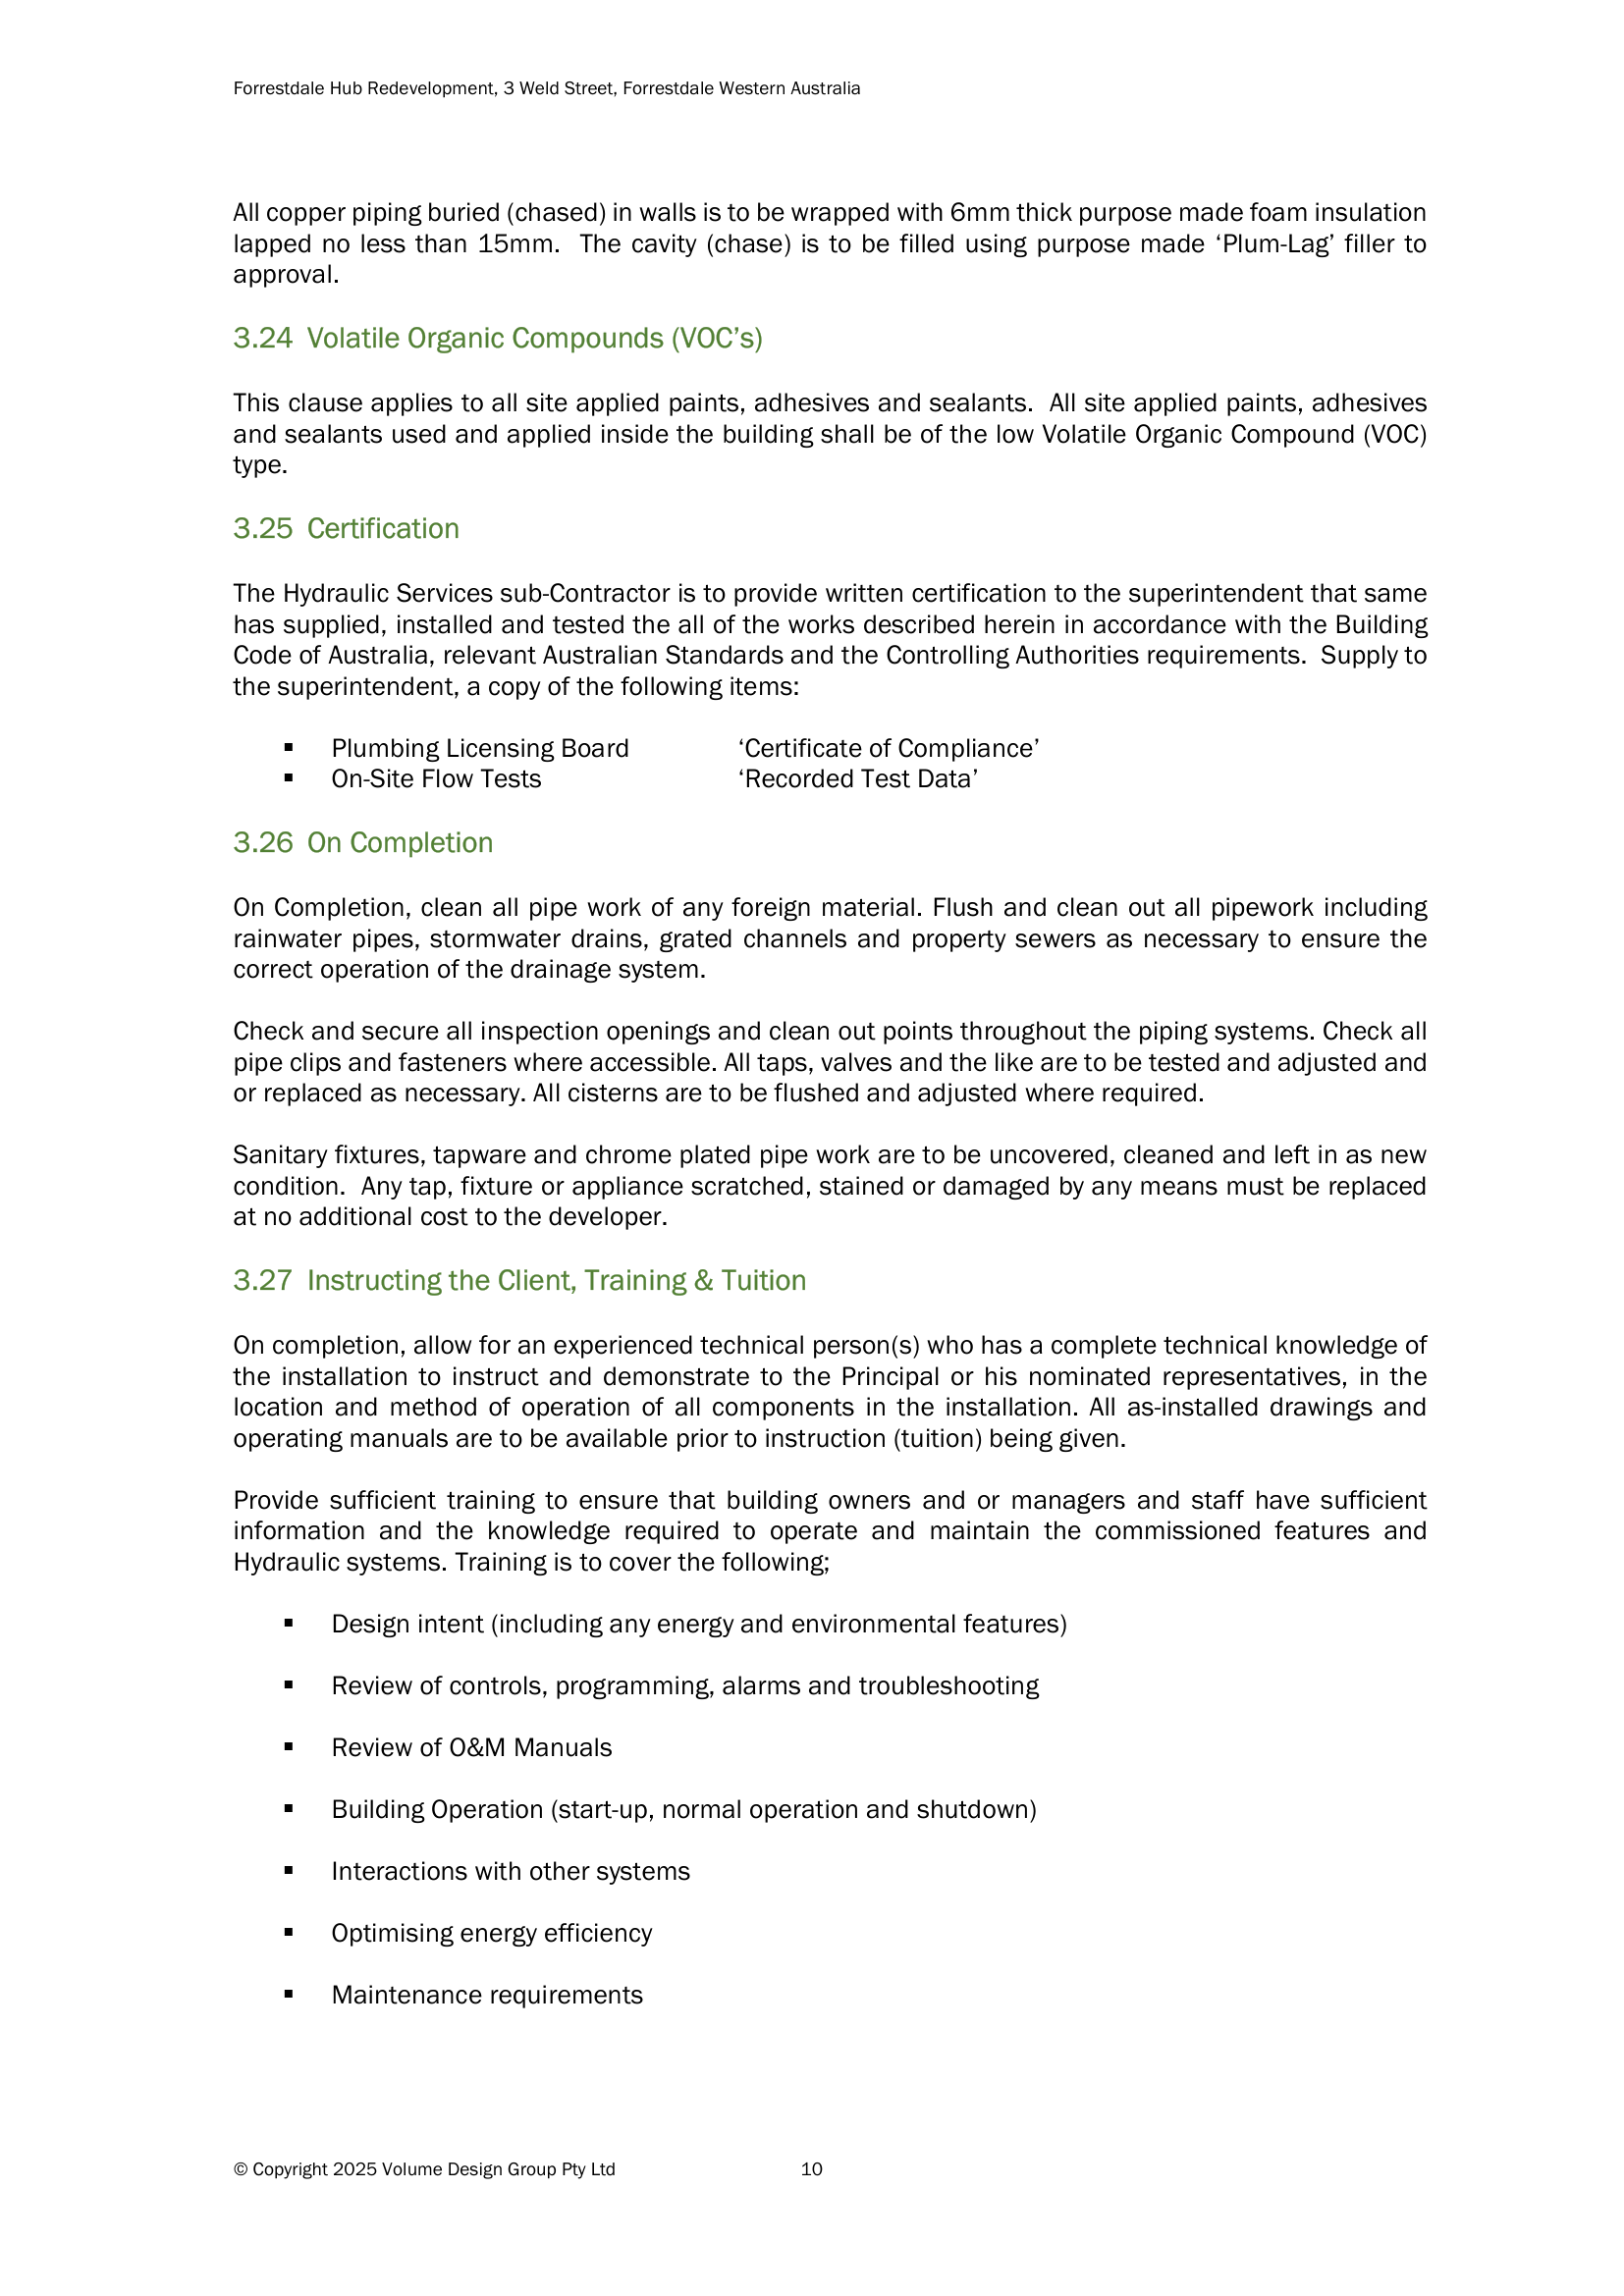 Forrestdale Hub Redevelopment, 3 Weld Street, Forrestdale Western Australia
All copper piping buried (chased) in walls is to be wrapped with 6mm thick purpose made foam insulation
lapped no less than 15mm.  The cavity (chase) is to be filled using purpose made ‘Plum-Lag’ filler to
approval.
3.24 Volatile Organic Compounds (VOC’s)
This clause applies to all site applied paints, adhesives and sealants.  All site applied paints, adhesives
and sealants used and applied inside the building shall be of the low Volatile Organic Compound (VOC)
type.
3.25 Certification
The Hydraulic Services sub-Contractor is to provide written certification to the superintendent that same
has supplied, installed and tested the all of the works described herein in accordance with the Building
Code of Australia, relevant Australian Standards and the Controlling Authorities requirements.  Supply to
the superintendent, a copy of the following items:
▪ Plumbing Licensing Board ‘Certificate of Compliance’
▪ On-Site Flow Tests ‘Recorded Test Data’
3.26 On Completion
On Completion, clean all pipe work of any foreign material. Flush and clean out all pipework including
rainwater pipes, stormwater drains, grated channels and property sewers as necessary to ensure the
correct operation of the drainage system.
Check and secure all inspection openings and clean out points throughout the piping systems. Check all
pipe clips and fasteners where accessible. All taps, valves and the like are to be tested and adjusted and
or replaced as necessary. All cisterns are to be flushed and adjusted where required.
Sanitary fixtures, tapware and chrome plated pipe work are to be uncovered, cleaned and left in as new
condition.  Any tap, fixture or appliance scratched, stained or damaged by any means must be replaced
at no additional cost to the developer.
3.27 Instructing the Client, Training & Tuition
On completion, allow for an experienced technical person(s) who has a complete technical knowledge of
the installation to instruct and demonstrate to the Principal or his nominated representatives, in the
location and method of operation of all components in the installation. All as-installed drawings and
operating manuals are to be available prior to instruction (tuition) being given.
Provide sufficient training to ensure that building owners and or managers and staff have sufficient
information and the knowledge required to operate and maintain the commissioned features and
Hydraulic systems. Training is to cover the following;
▪ Design intent (including any energy and environmental features)
▪ Review of controls, programming, alarms and troubleshooting
▪ Review of O&M Manuals
▪ Building Operation (start-up, normal operation and shutdown)
▪ Interactions with other systems
▪ Optimising energy efficiency
▪ Maintenance requirements
© Copyright 2025 Volume Design Group Pty Ltd 10